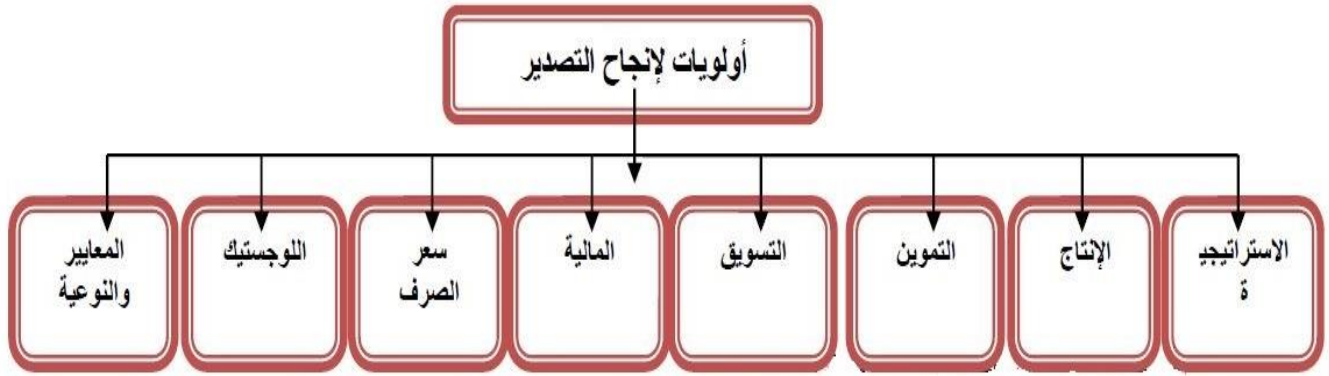 أولويات لإنجاح التصدير
الاستراتيجي
ة
الإنتاج
التموين
التسويق
المالية
سعر
الصرف
اللوجستيك
المعايير
والنوعية